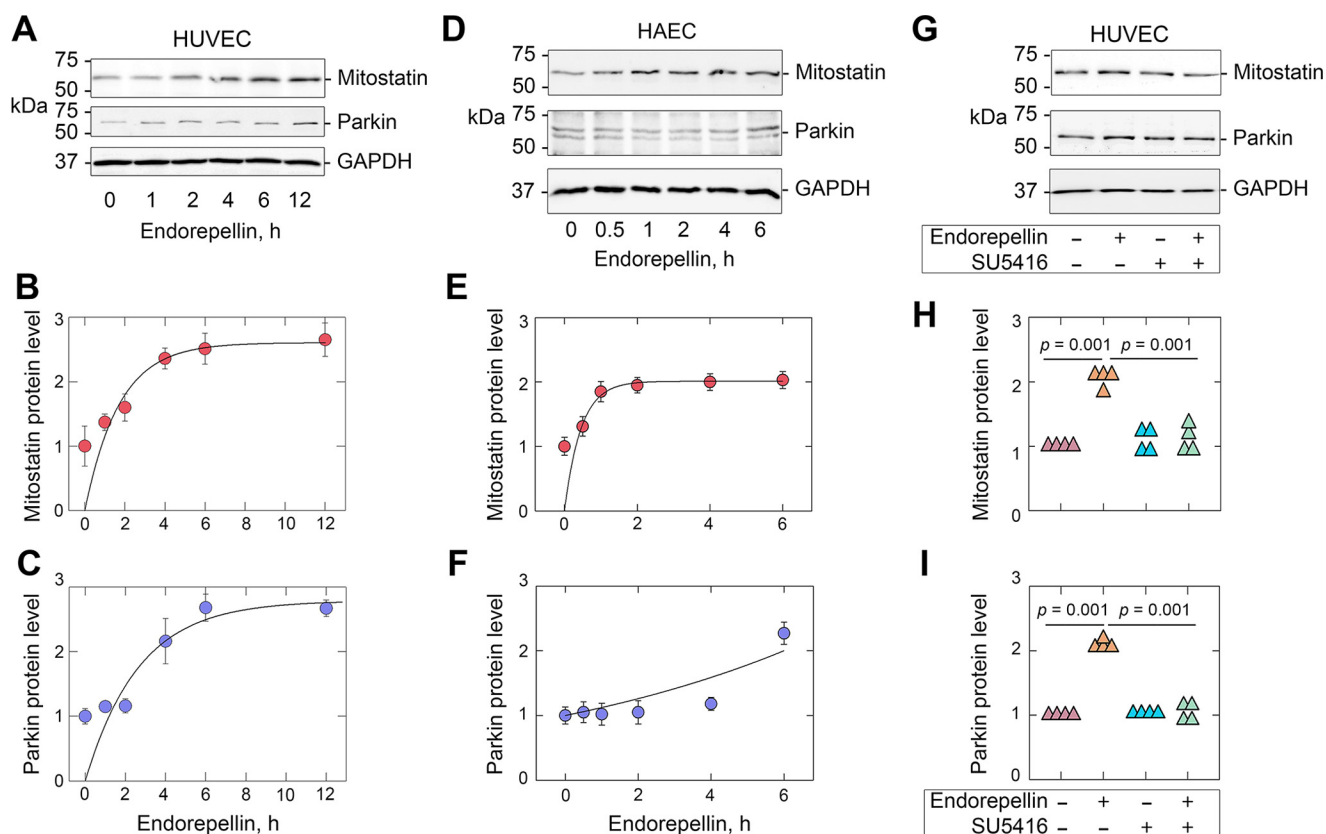 A
HUVEC
75
50
Mitostatin
kDa
75
50
Parkin
37
GAPDH
0 1 2 4 6 12
Endorepellin, h
B
Mitostatin protein level
3
2
1
0
0 2 4 6 8 10 12
C
Parkin protein level
3
2
1
0
0 2 4 6 8 10 12
Endorepellin, h
D
HAEC
75
50
Mitostatin
kDa
75
50
Parkin
37
GAPDH
0 0.5 1 2 4 6
Endorepellin, h
E
Mitostatin protein level
3
2
1
0
0 2 4 6
F
Parkin protein level
3
2
1
0
0 2 4 6
Endorepellin, h
G
HUVEC
75
50
Mitostatin
kDa
75
50
Parkin
37
GAPDH
Endorepellin – + – +
SU5416 – – + +
H
Mitostatin protein level
3
2
1
0
p = 0.001 p = 0.001
I
Parkin protein level
3
2
1
0
p = 0.001 p = 0.001
Endorepellin – + – +
SU5416 – – + +